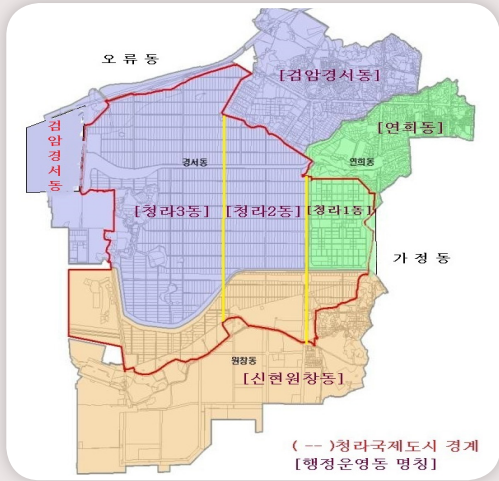 오류동
[검암경서동]
검암경서동
[연희동]
경서동
연희동
[청라3동]
[청라2동]
[청라1동]
가정동
원창동
[신현원창동]
( -- )청라국제도시 경계
[행정운영동 명칭]